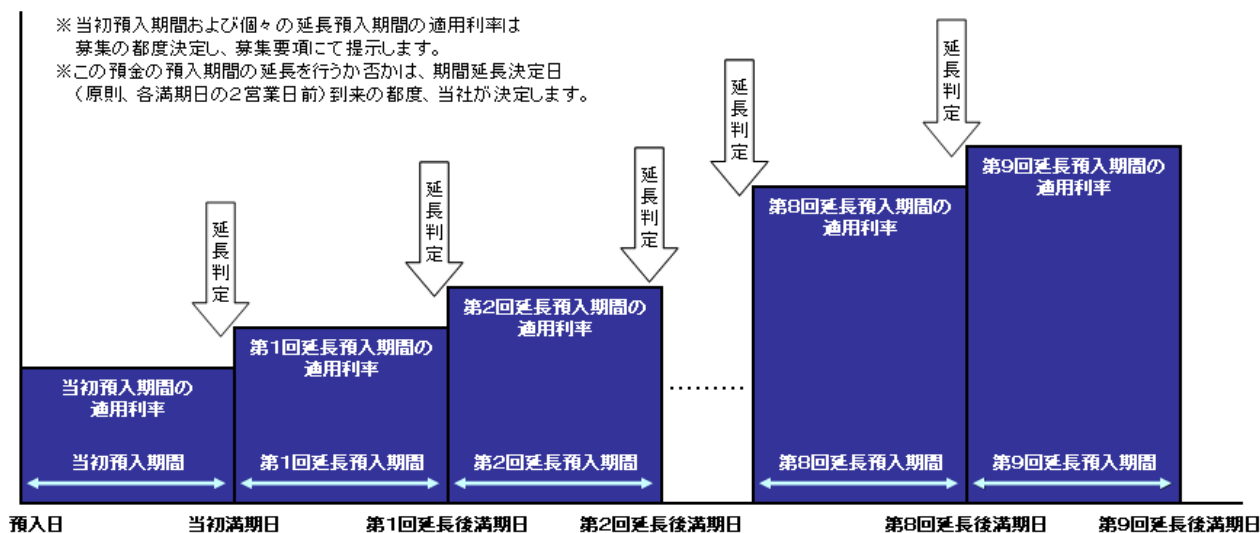 ※当初預入期間および個々の延長預入期間の適用利率は
募集の都度決定し、募集要項にて提示します。
※この預金の預入期間の延長を行うか否かは、期間延長決定日
(原則、各満期日の2営業日前)到来の都度、当社が決定します。
延長判定
延長判定
延長判定
延長判定
延長判定
当初預入期間の
適用利率
第1回延長預入期間の
適用利率
第2回延長預入期間の
適用利率
………
第8回延長預入期間の
適用利率
第9回延長預入期間の
適用利率
当初預入期間
第1回延長預入期間
第2回延長預入期間
第8回延長預入期間
第9回延長預入期間
預入日
当初満期日
第1回延長後満期日
第2回延長後満期日
第8回延長後満期日
第9回延長後満期日